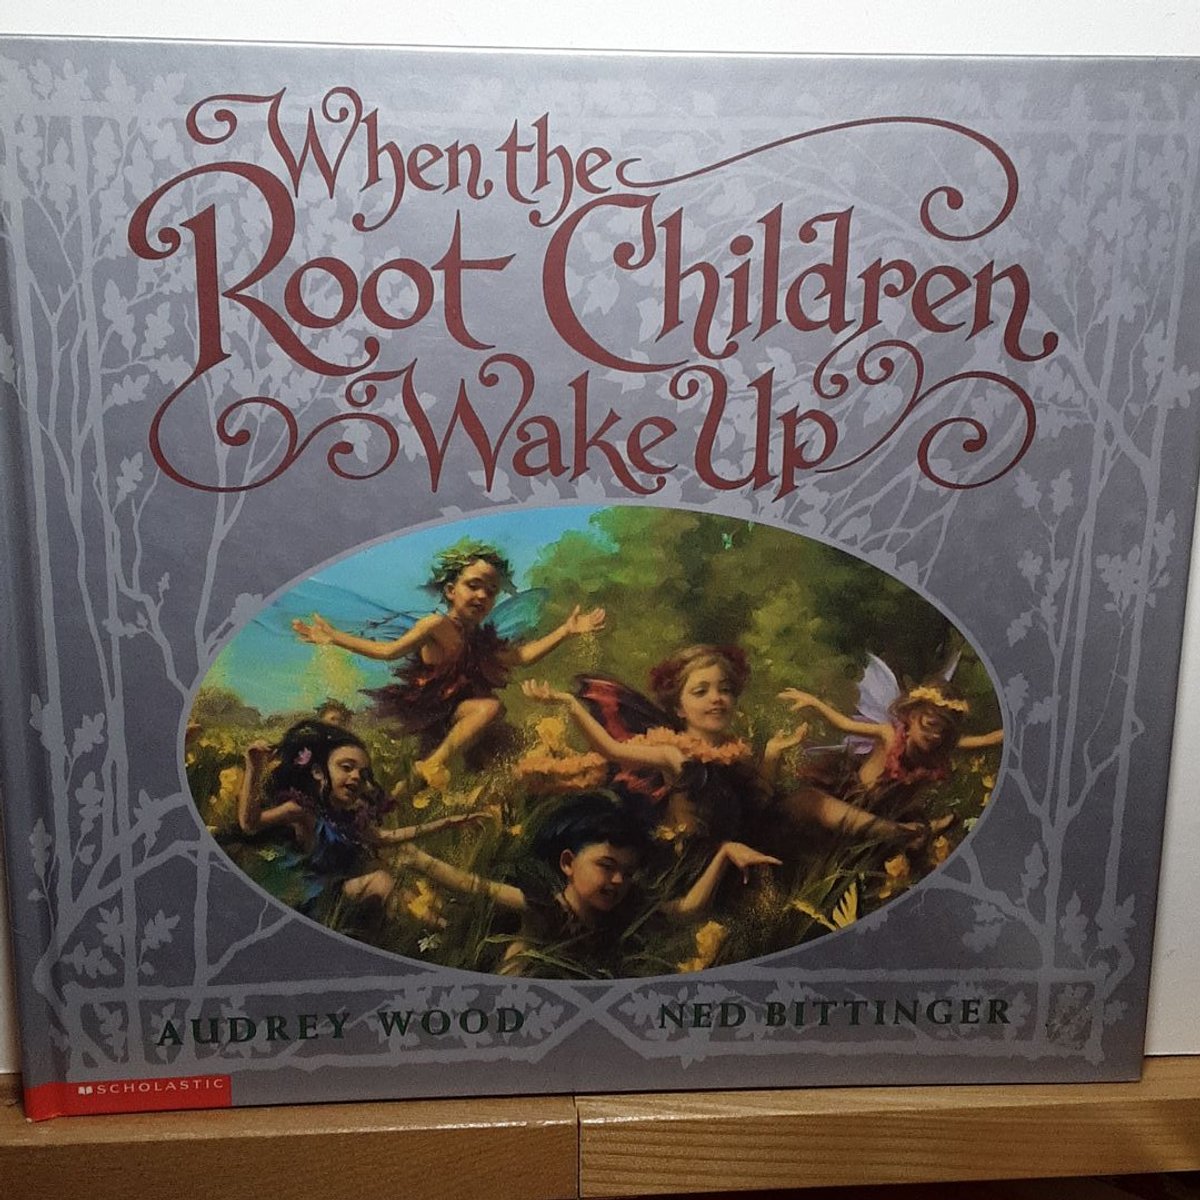 When the
Root Children
Wake Up
AUDREY WOOD NED BITTINGER
SCHOLASTIC